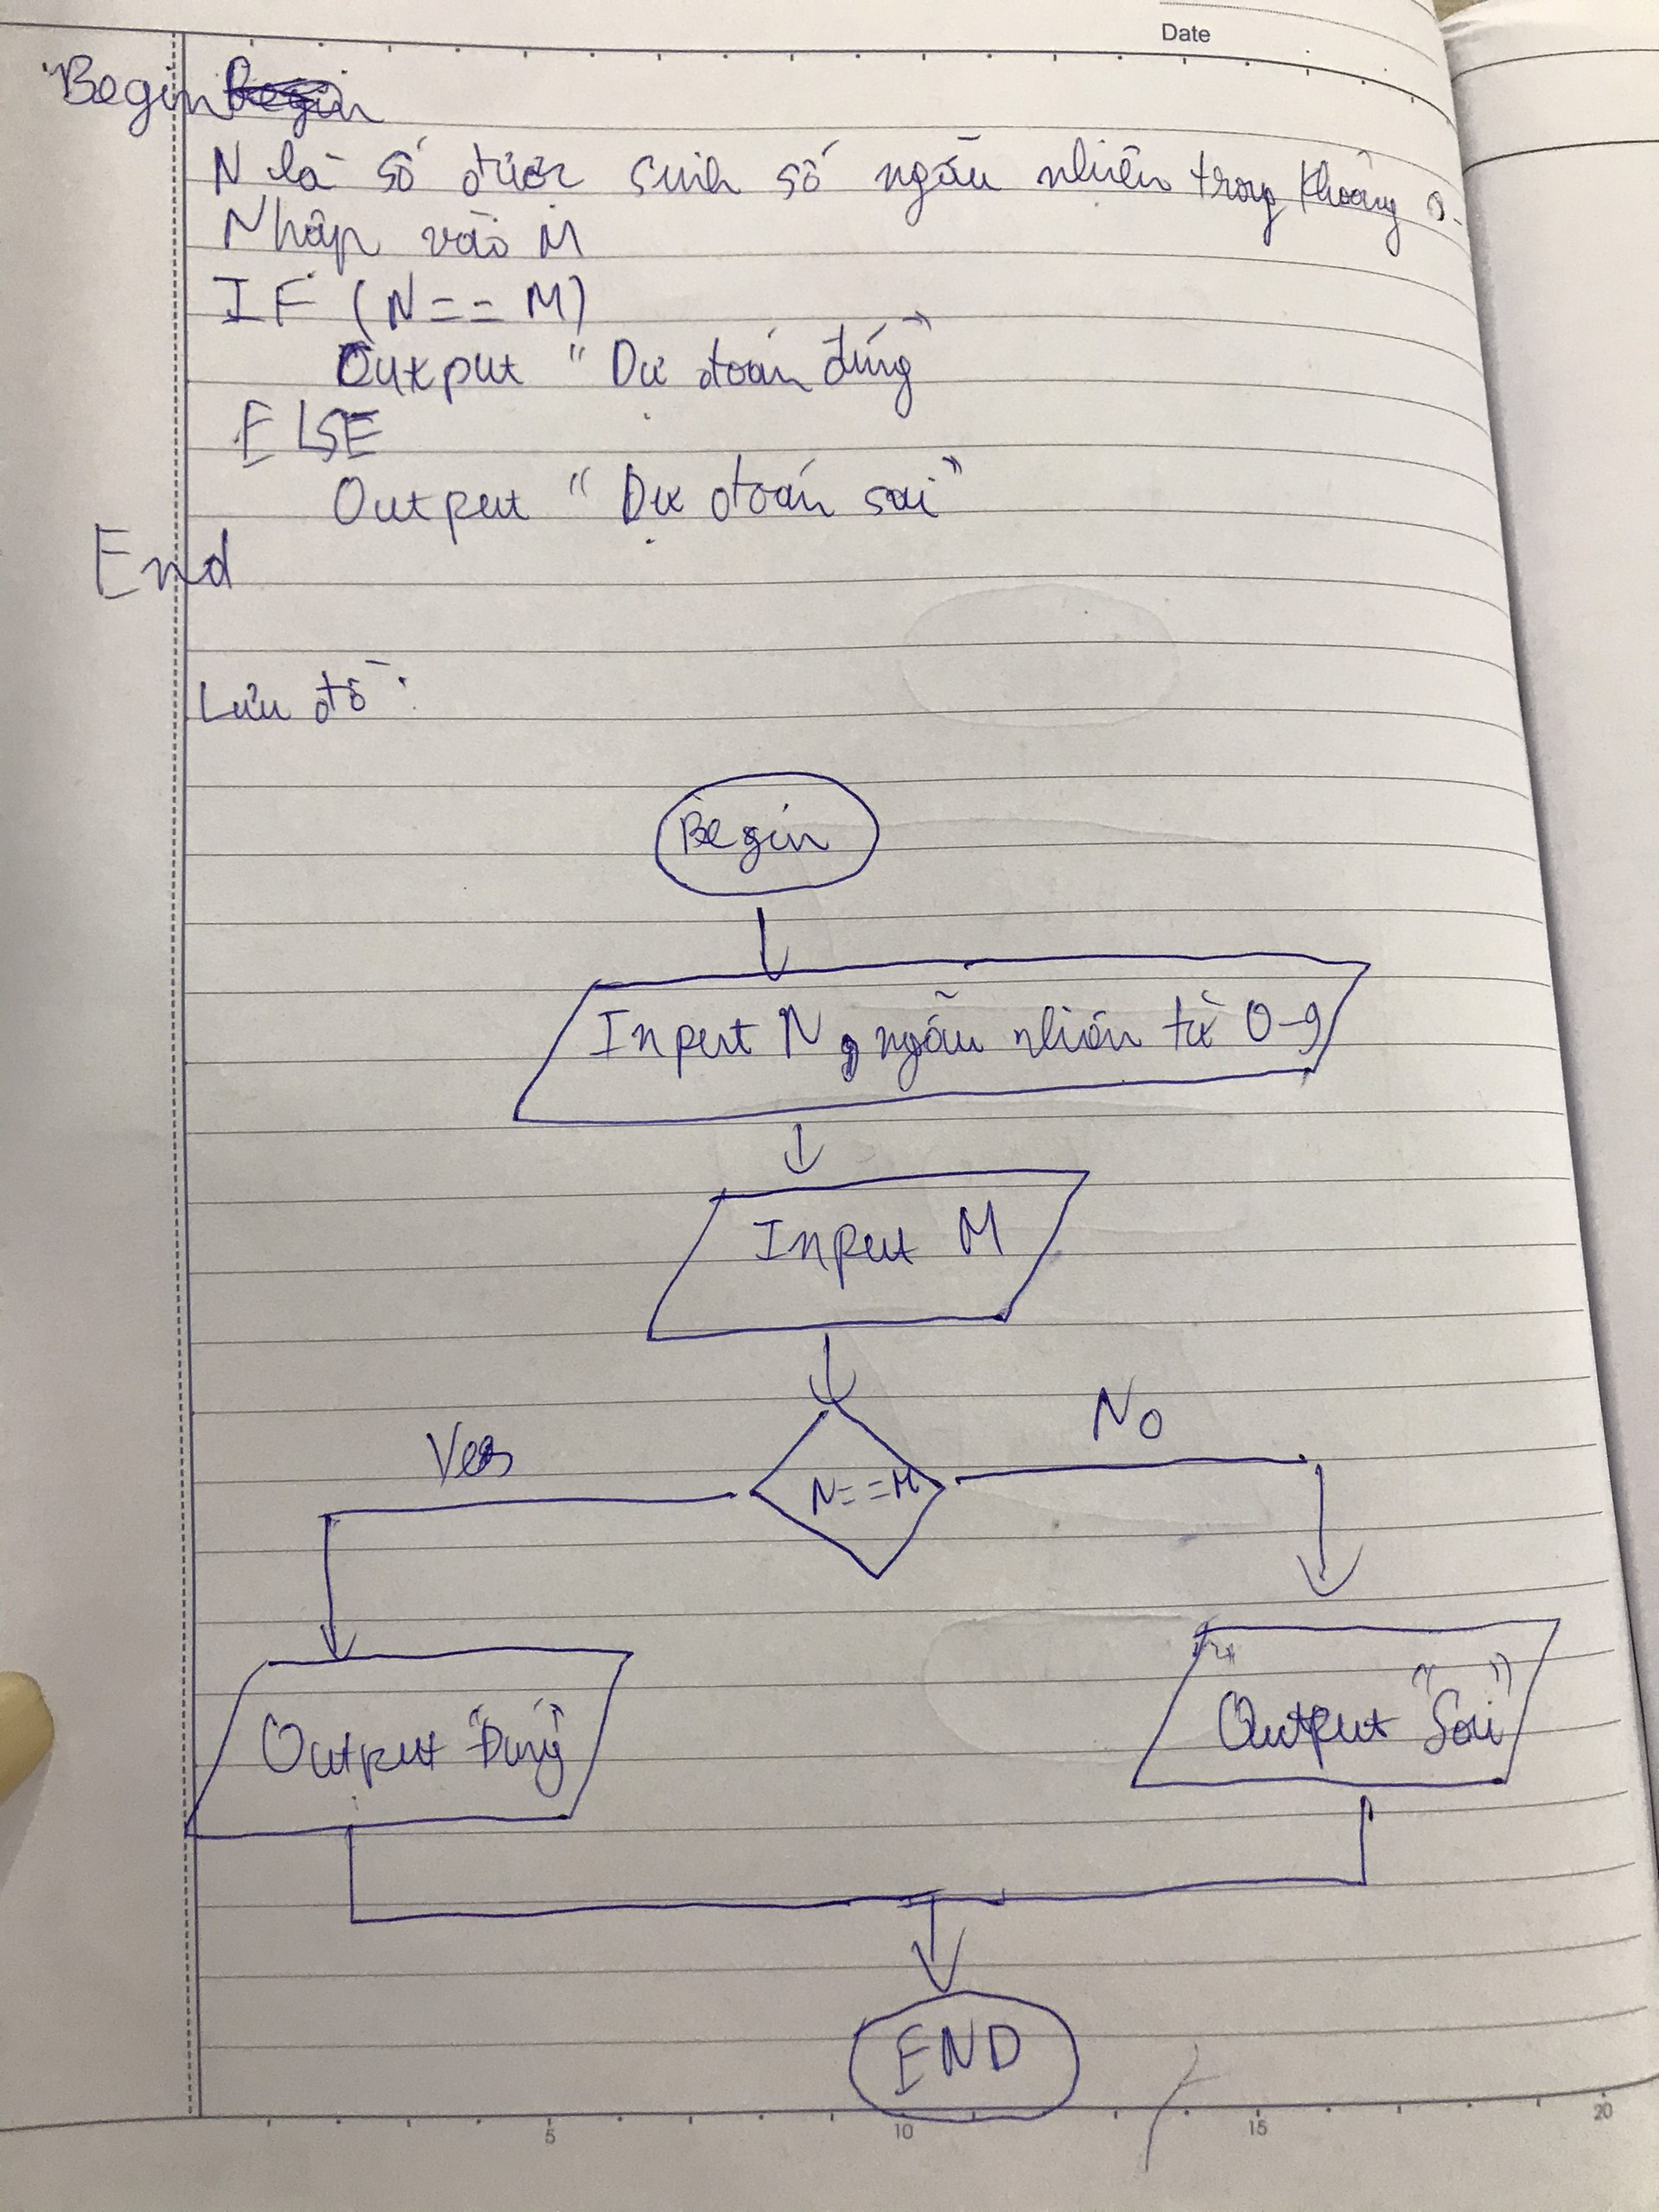 Date
Begin
N là số được sinh số ngẫu nhiên trong khoảng 0-
Nhập vào M
IF (N == M)
Output "Dự đoán đúng"
ELSE
Output "Dự đoán sai"
End
Lưu đồ:
Begin
Input N, ngẫu nhiên từ 0-9
Input M
Yes
N==M
No
Output "Đúng"
Output "Sai"
END
5 10 15 20